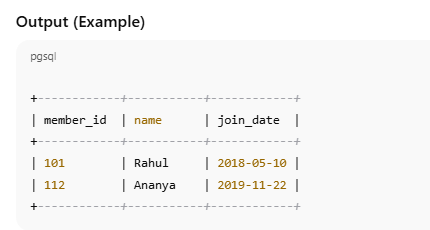 Output (Example)
pgsql
+-----------+----------+------------+
| member_id | name     | join_date  |
+-----------+----------+------------+
| 101       | Rahul    | 2018-05-10 |
| 112       | Ananya   | 2019-11-22 |
+-----------+----------+------------+